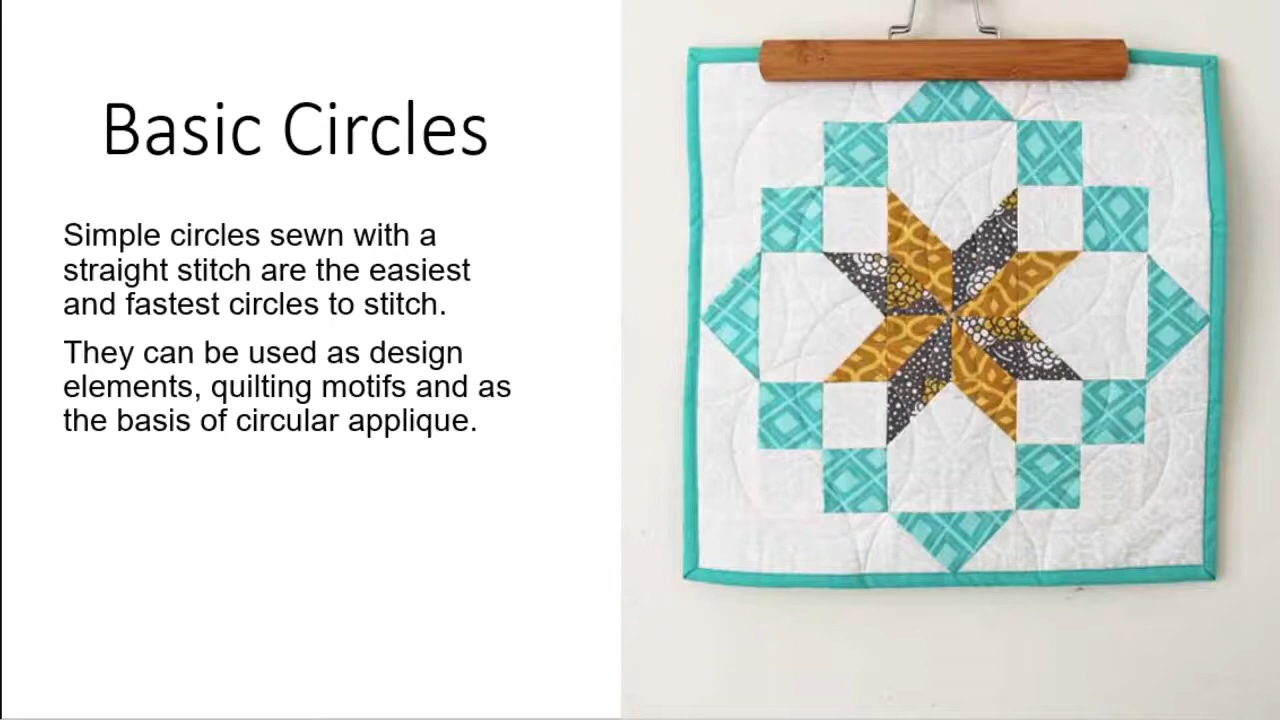 Basic Circles
Simple circles sewn with a
straight stitch are the easiest
and fastest circles to stitch.
They can be used as design
elements, quilting motifs and as
the basis of circular applique.